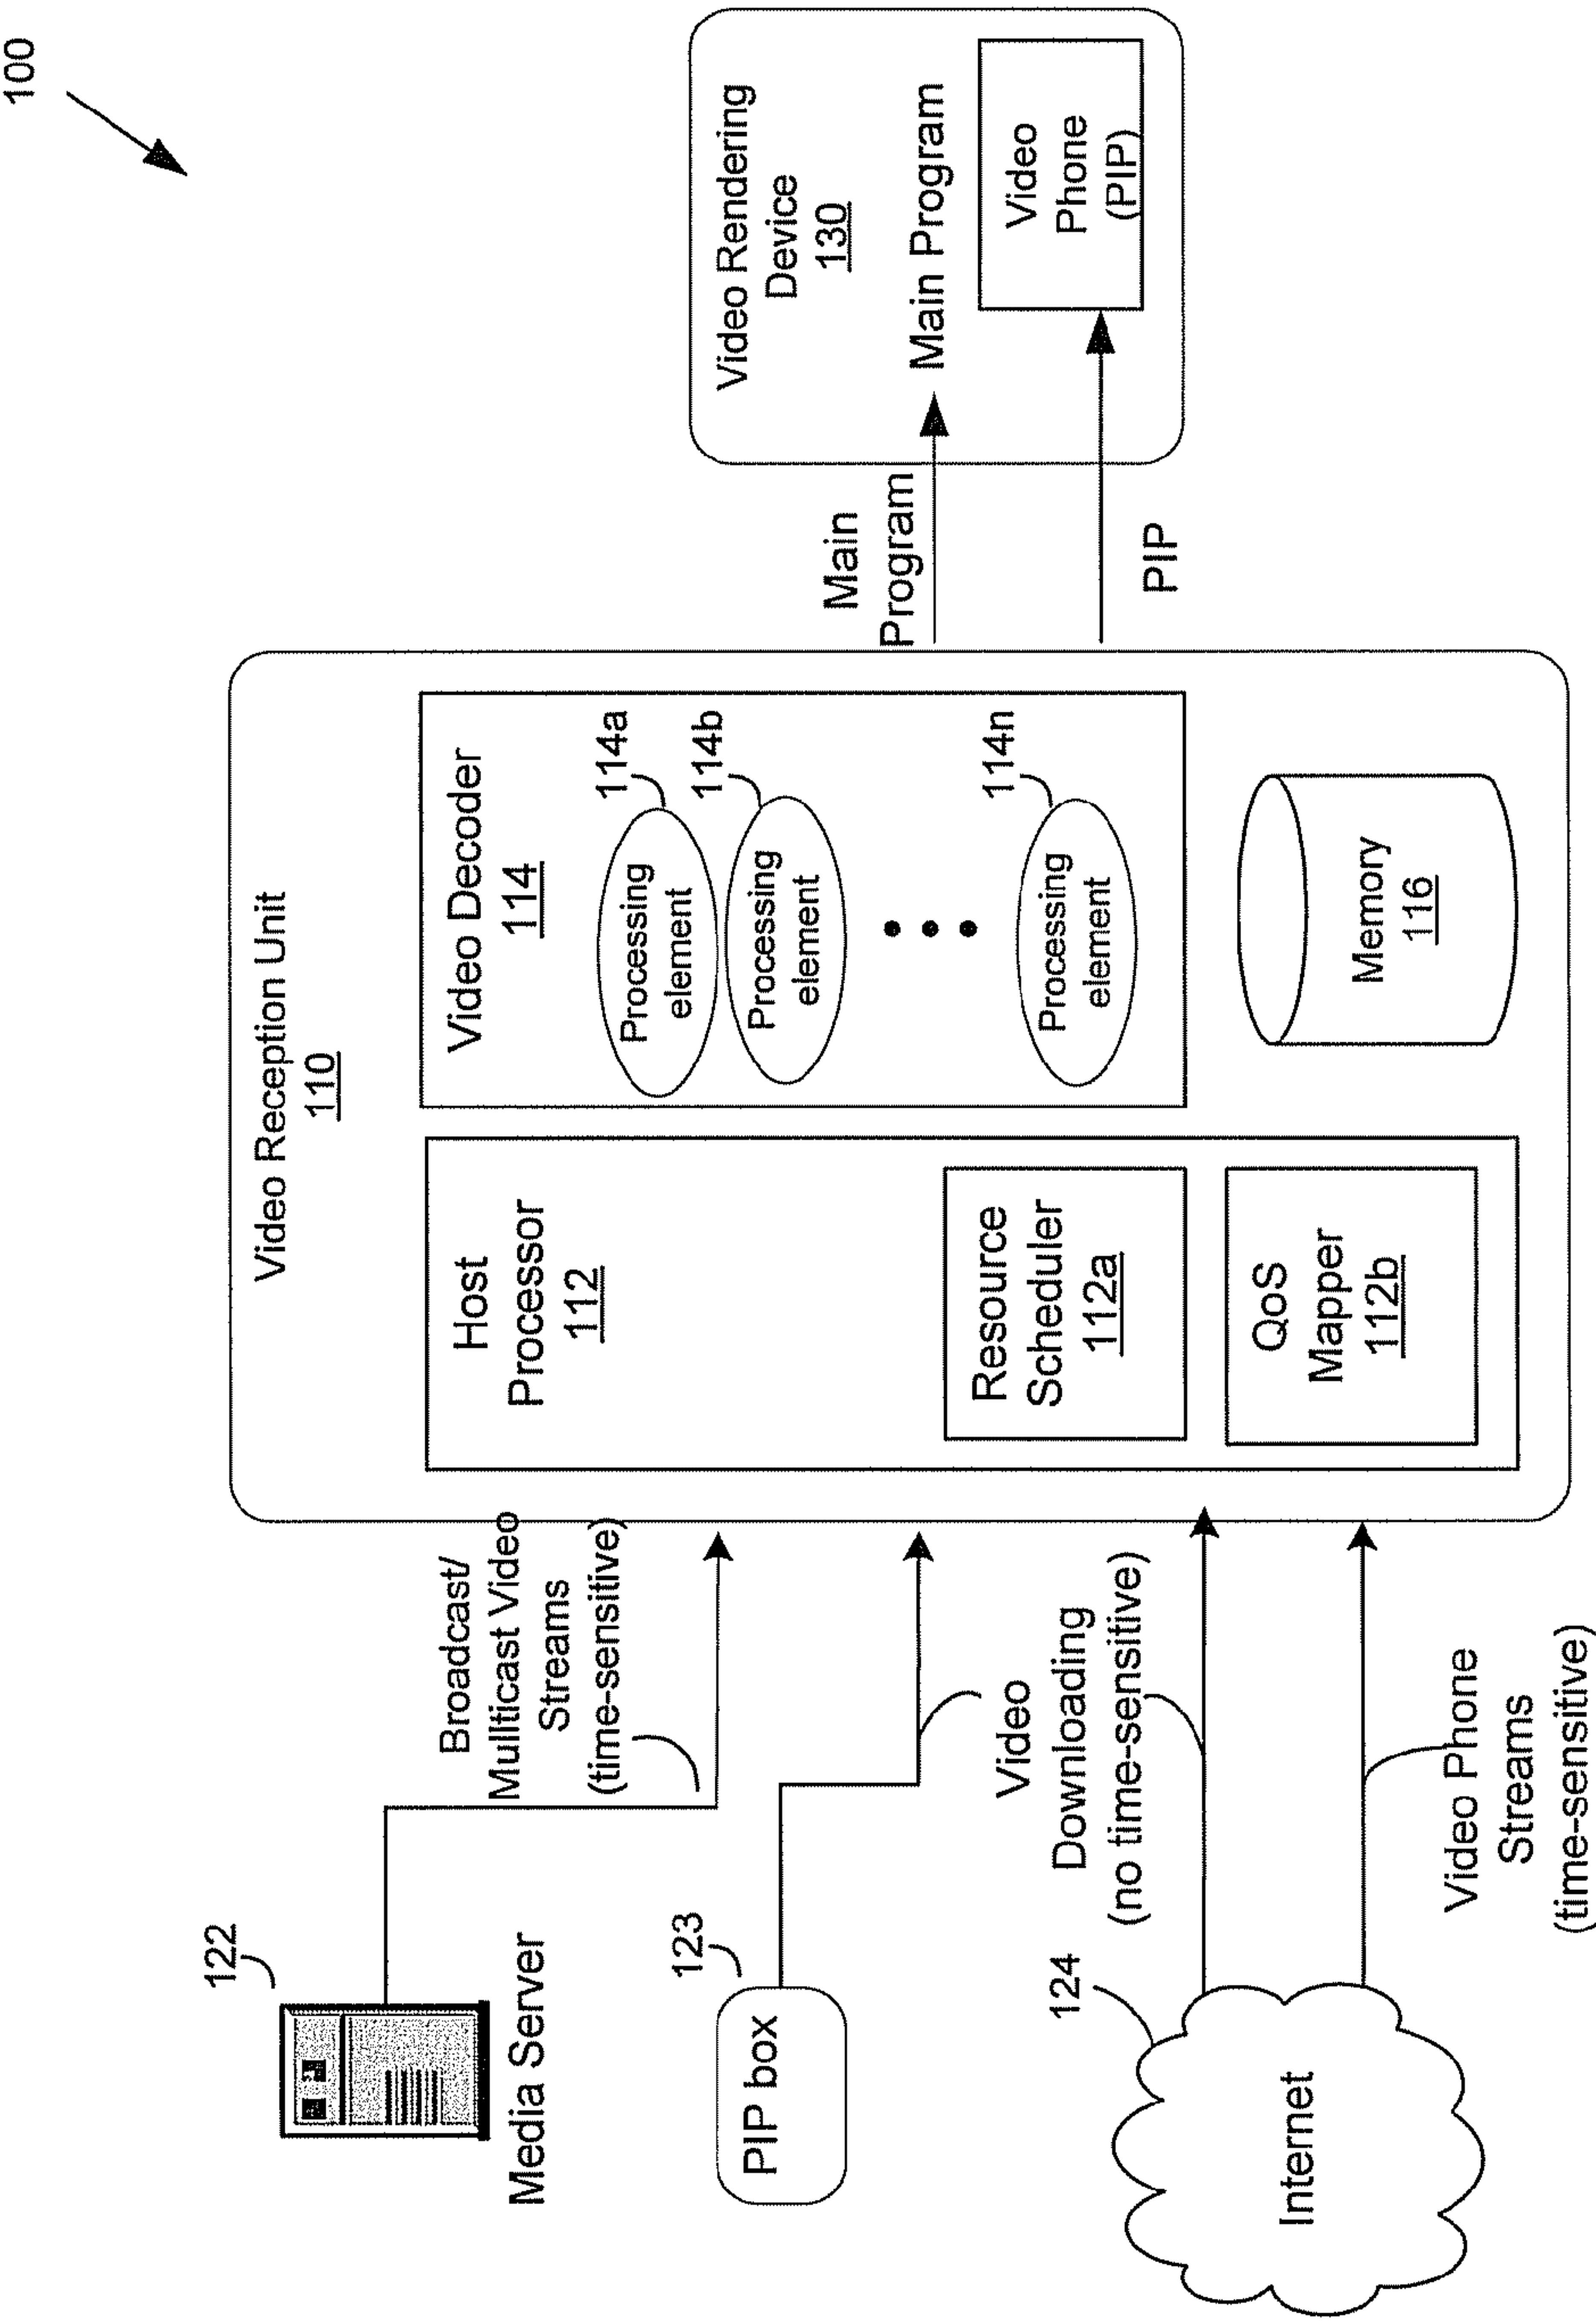 100
122
Media Server
123
PIP box
124
Internet
Broadcast/
Mullticast Video
Streams
(time-sensitive)
Video
Downloading
(no time-sensitive)
Video Phone
Streams
(time-sensitive)
Video Reception Unit
110
Host
Processor
112
Resource
Scheduler
112a
QoS
Mapper
112b
Video Decoder
114
Processing
element
114a
Processing
element
114b
Processing
element
114n
Memory
116
Main
Program
PIP
Video Rendering
Device
130
Main Program
Video
Phone
(PIP)